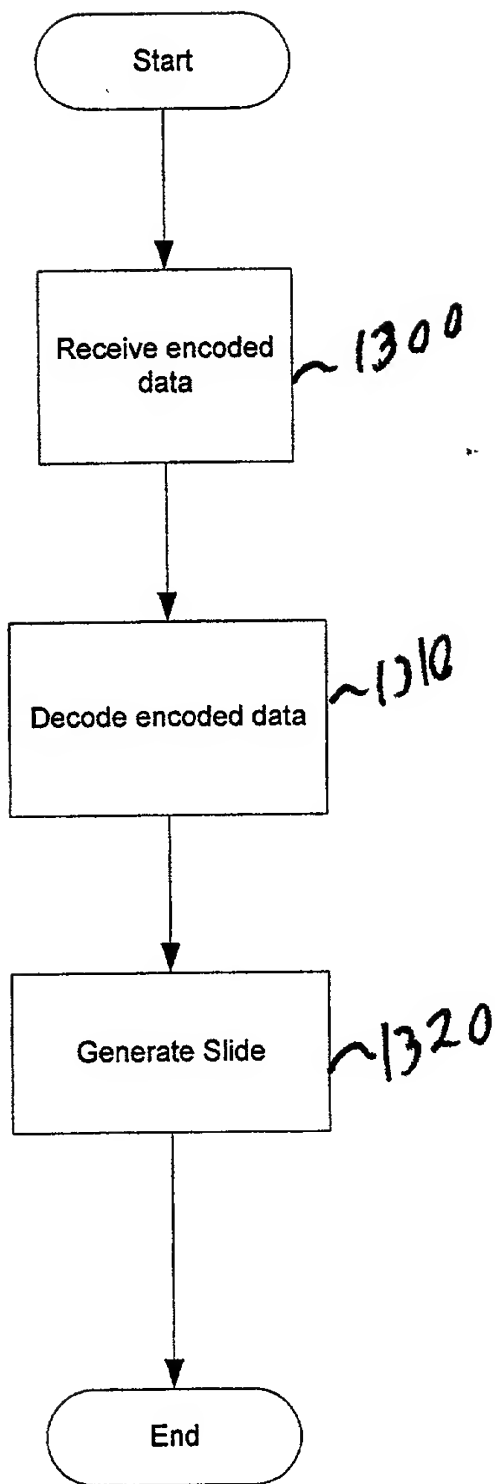 Start
Receive encoded
data
1300
Decode encoded data
1310
Generate Slide
1320
End